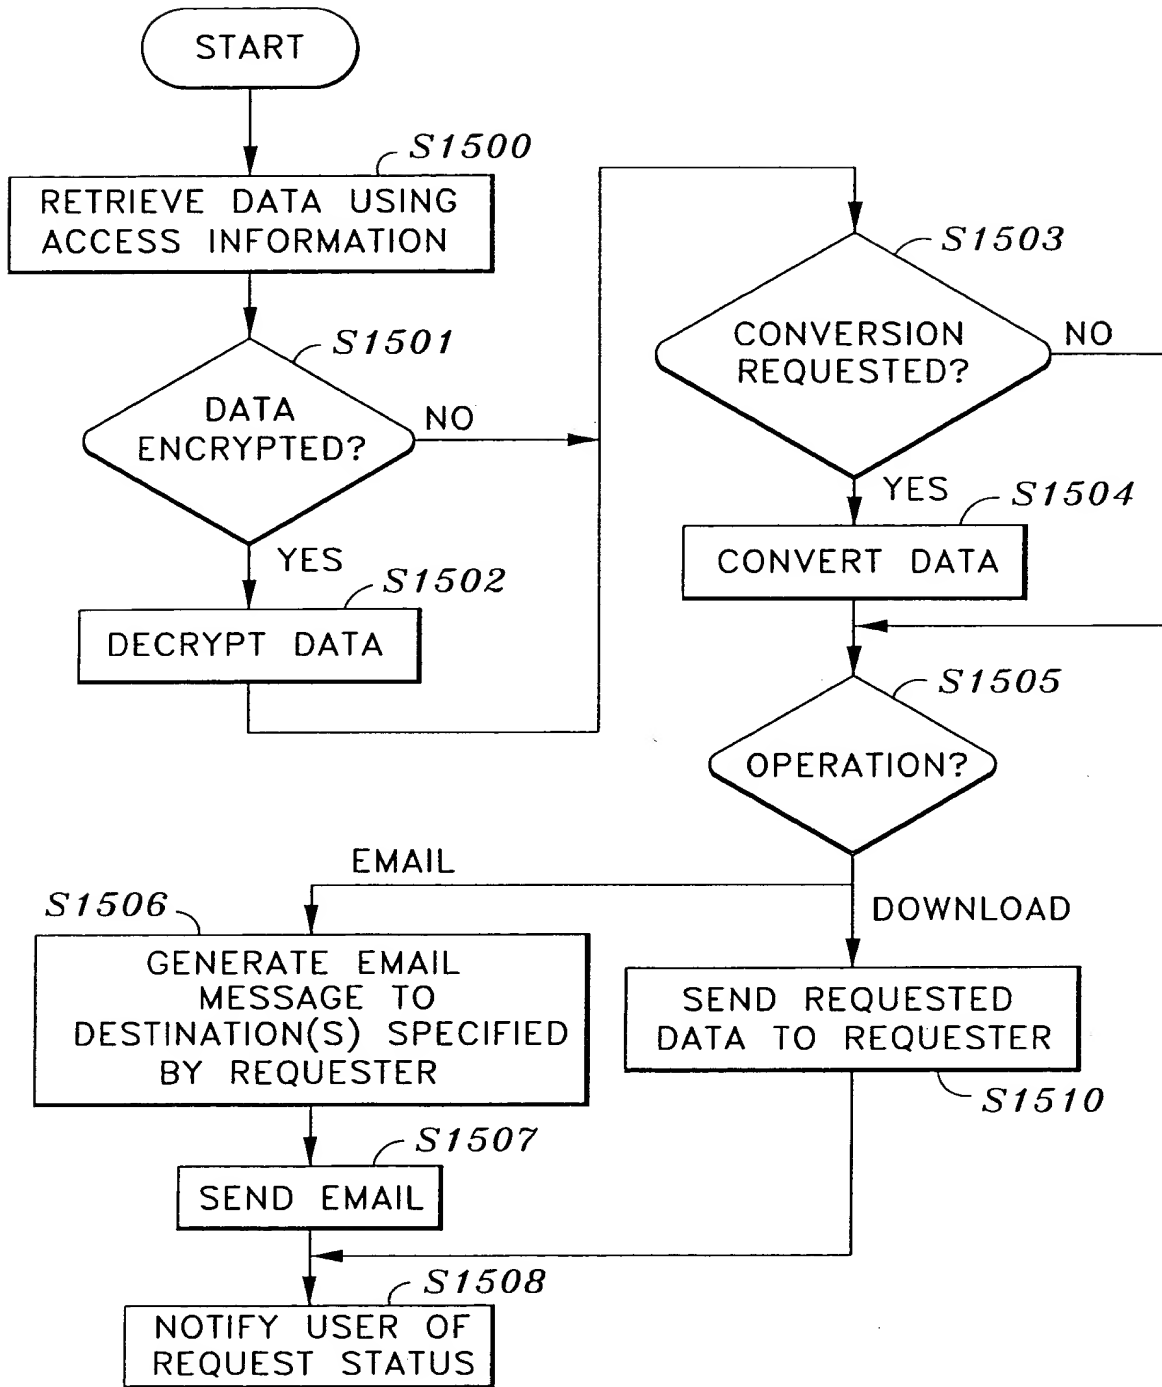 START
S1500
RETRIEVE DATA USING
ACCESS INFORMATION
S1501
DATA
ENCRYPTED?
NO
YES
S1502
DECRYPT DATA
S1503
CONVERSION
REQUESTED?
NO
YES
S1504
CONVERT DATA
S1505
OPERATION?
EMAIL
DOWNLOAD
S1506
GENERATE EMAIL
MESSAGE TO
DESTINATION(S) SPECIFIED
BY REQUESTER
SEND REQUESTED
DATA TO REQUESTER
S1510
S1507
SEND EMAIL
S1508
NOTIFY USER OF
REQUEST STATUS